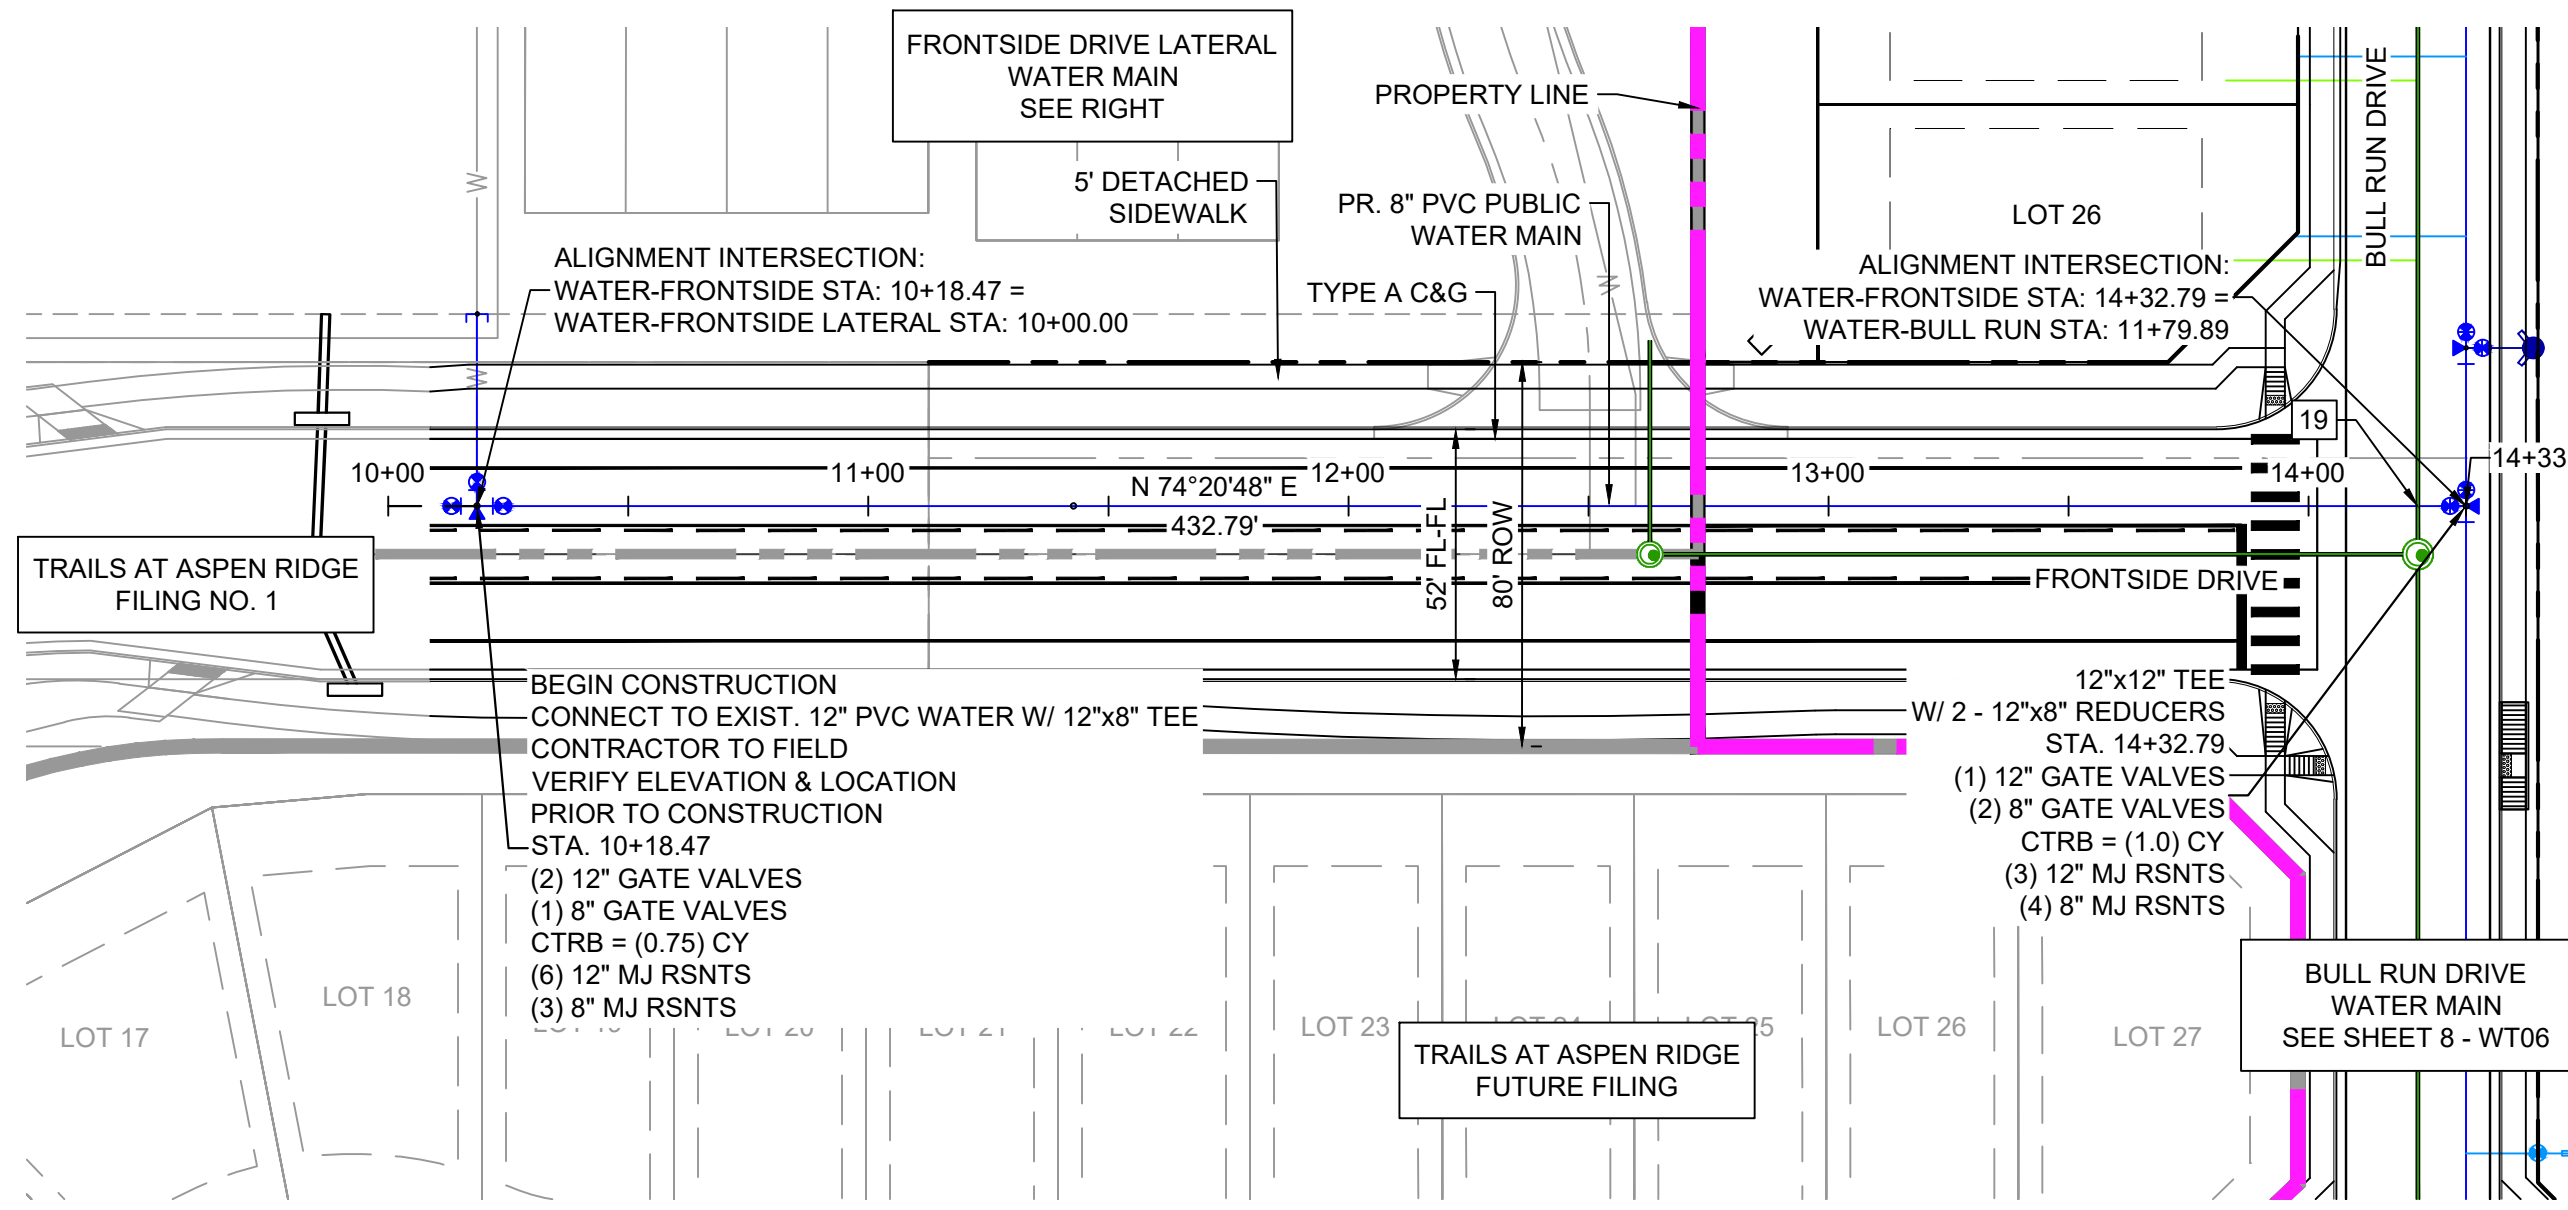 FRONTSIDE DRIVE LATERAL
WATER MAIN
SEE RIGHT
PROPERTY LINE
5' DETACHED
SIDEWALK
PR. 8" PVC PUBLIC
WATER MAIN
TYPE A C&G
LOT 26
BULL RUN DRIVE
ALIGNMENT INTERSECTION:
WATER-FRONTSIDE STA: 10+18.47 =
WATER-FRONTSIDE LATERAL STA: 10+00.00
ALIGNMENT INTERSECTION:
WATER-FRONTSIDE STA: 14+32.79 =
WATER-BULL RUN STA: 11+79.89
W
W
W
19
10+00
11+00
12+00
13+00
14+00
14+33
N 74°20'48" E
432.79'
52' FL-FL
80' ROW
TRAILS AT ASPEN RIDGE
FILING NO. 1
FRONTSIDE DRIVE
BEGIN CONSTRUCTION
CONNECT TO EXIST. 12" PVC WATER W/ 12"x8" TEE
CONTRACTOR TO FIELD
VERIFY ELEVATION & LOCATION
PRIOR TO CONSTRUCTION
STA. 10+18.47
(2) 12" GATE VALVES
(1) 8" GATE VALVES
CTRB = (0.75) CY
(6) 12" MJ RSNTS
(3) 8" MJ RSNTS
12"x12" TEE
W/ 2 - 12"x8" REDUCERS
STA. 14+32.79
(1) 12" GATE VALVES
(2) 8" GATE VALVES
CTRB = (1.0) CY
(3) 12" MJ RSNTS
(4) 8" MJ RSNTS
LOT 17
LOT 18
LOT 20
LOT 21
LOT 22
LOT 23
LOT 26
LOT 27
TRAILS AT ASPEN RIDGE
FUTURE FILING
BULL RUN DRIVE
WATER MAIN
SEE SHEET 8 - WT06